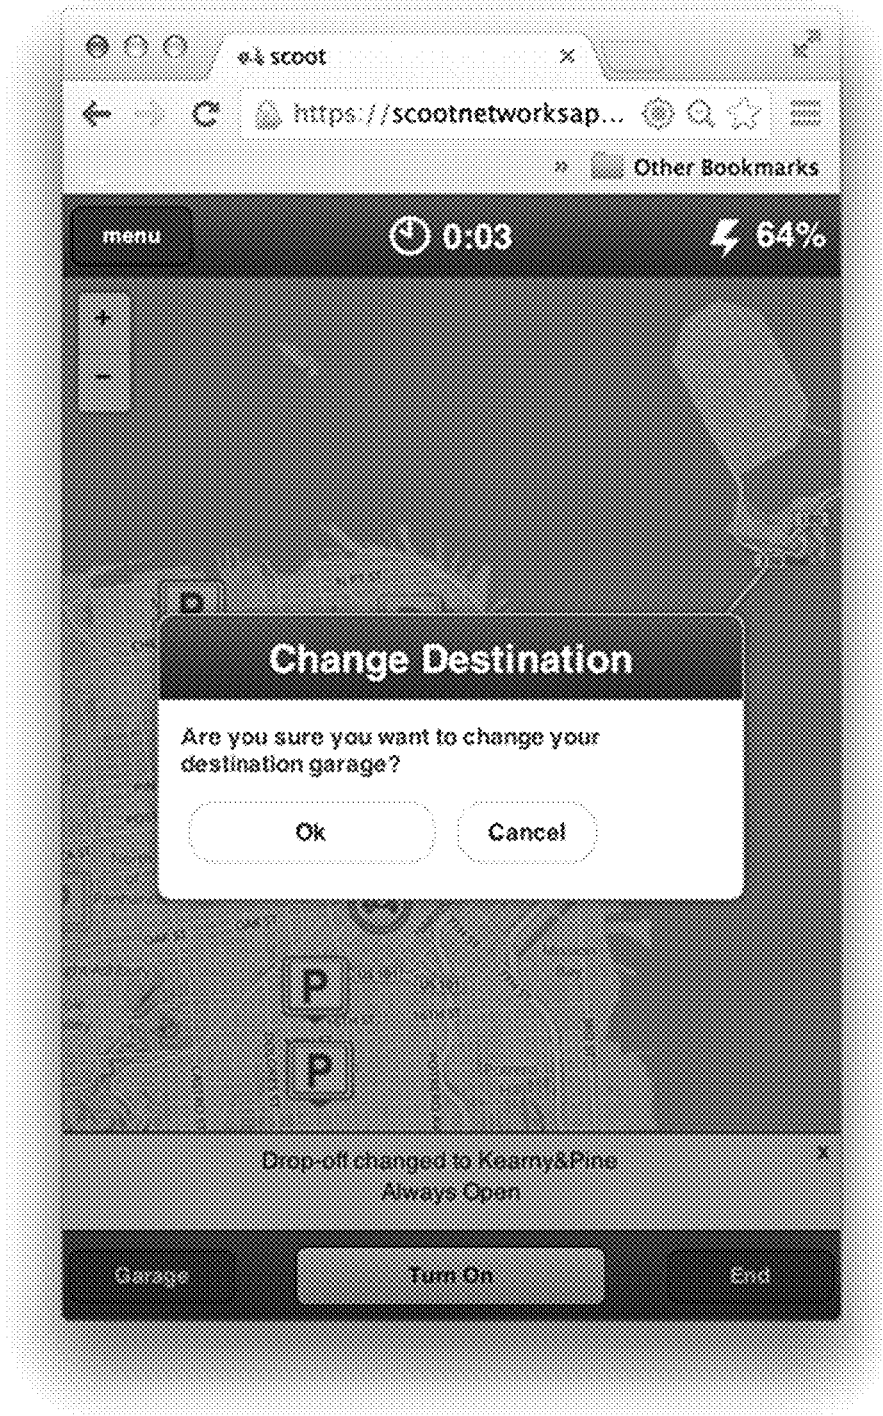 scoot
https://scootnetworksap...
» Other Bookmarks
menu
0:03
64%
+
−
P
Change Destination
Are you sure you want to change your
destination garage?
Ok
Cancel
P
P
Drop-off changed to Kearny&Pine
x
Always Open
Garage
Turn On
End